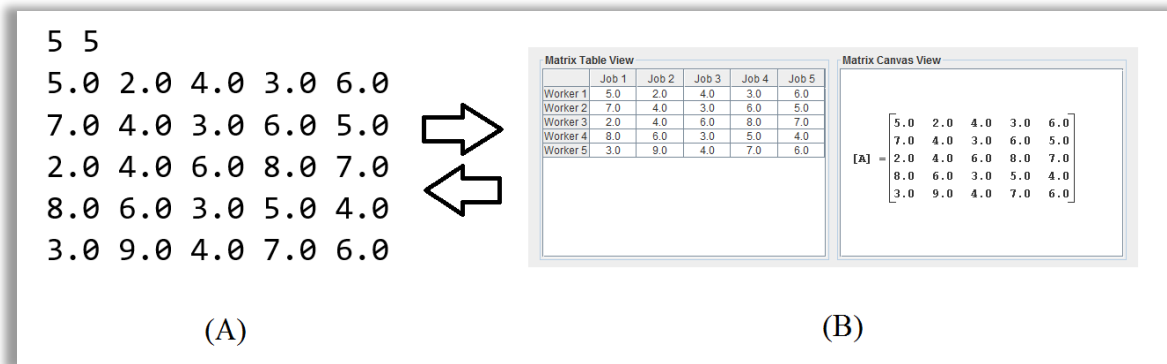 5 5
5.0 2.0 4.0 3.0 6.0
7.0 4.0 3.0 6.0 5.0
2.0 4.0 6.0 8.0 7.0
8.0 6.0 3.0 5.0 4.0
3.0 9.0 4.0 7.0 6.0
(A)
Matrix Table View
Job 1 Job 2 Job 3 Job 4 Job 5
Worker 1 5.0 2.0 4.0 3.0 6.0
Worker 2 7.0 4.0 3.0 6.0 5.0
Worker 3 2.0 4.0 6.0 8.0 7.0
Worker 4 8.0 6.0 3.0 5.0 4.0
Worker 5 3.0 9.0 4.0 7.0 6.0
Matrix Canvas View
5.0 2.0 4.0 3.0 6.0
7.0 4.0 3.0 6.0 5.0
[A] = 2.0 4.0 6.0 8.0 7.0
8.0 6.0 3.0 5.0 4.0
3.0 9.0 4.0 7.0 6.0
(B)